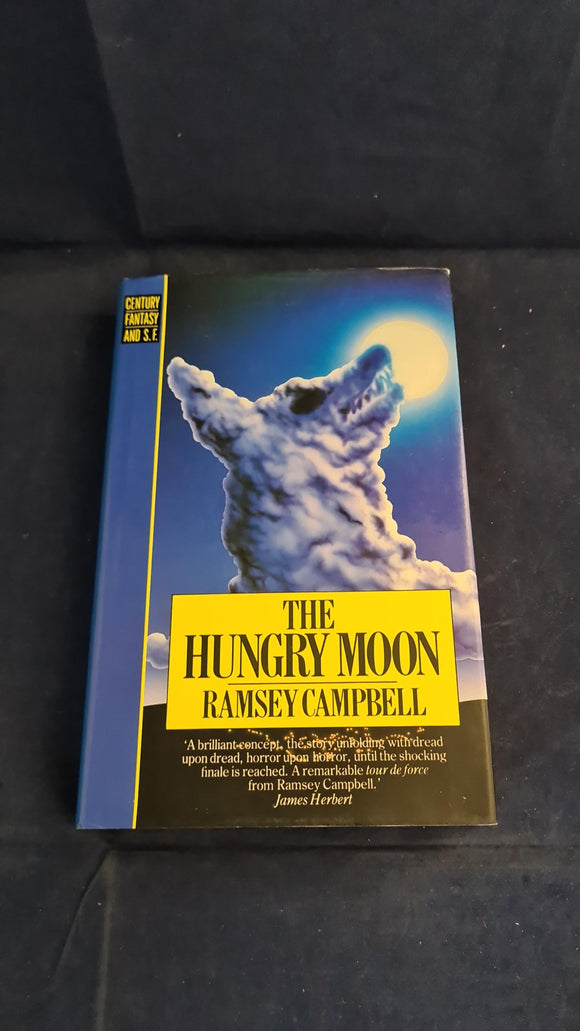 CENTURY
FANTASY
AND S.F.
THE
HUNGRY MOON
RAMSEY CAMPBELL
'A brilliant concept, the story unfolding with dread
upon dread, horror upon horror, until the shocking
finale is reached. A remarkable tour de force
from Ramsey Campbell.'
James Herbert